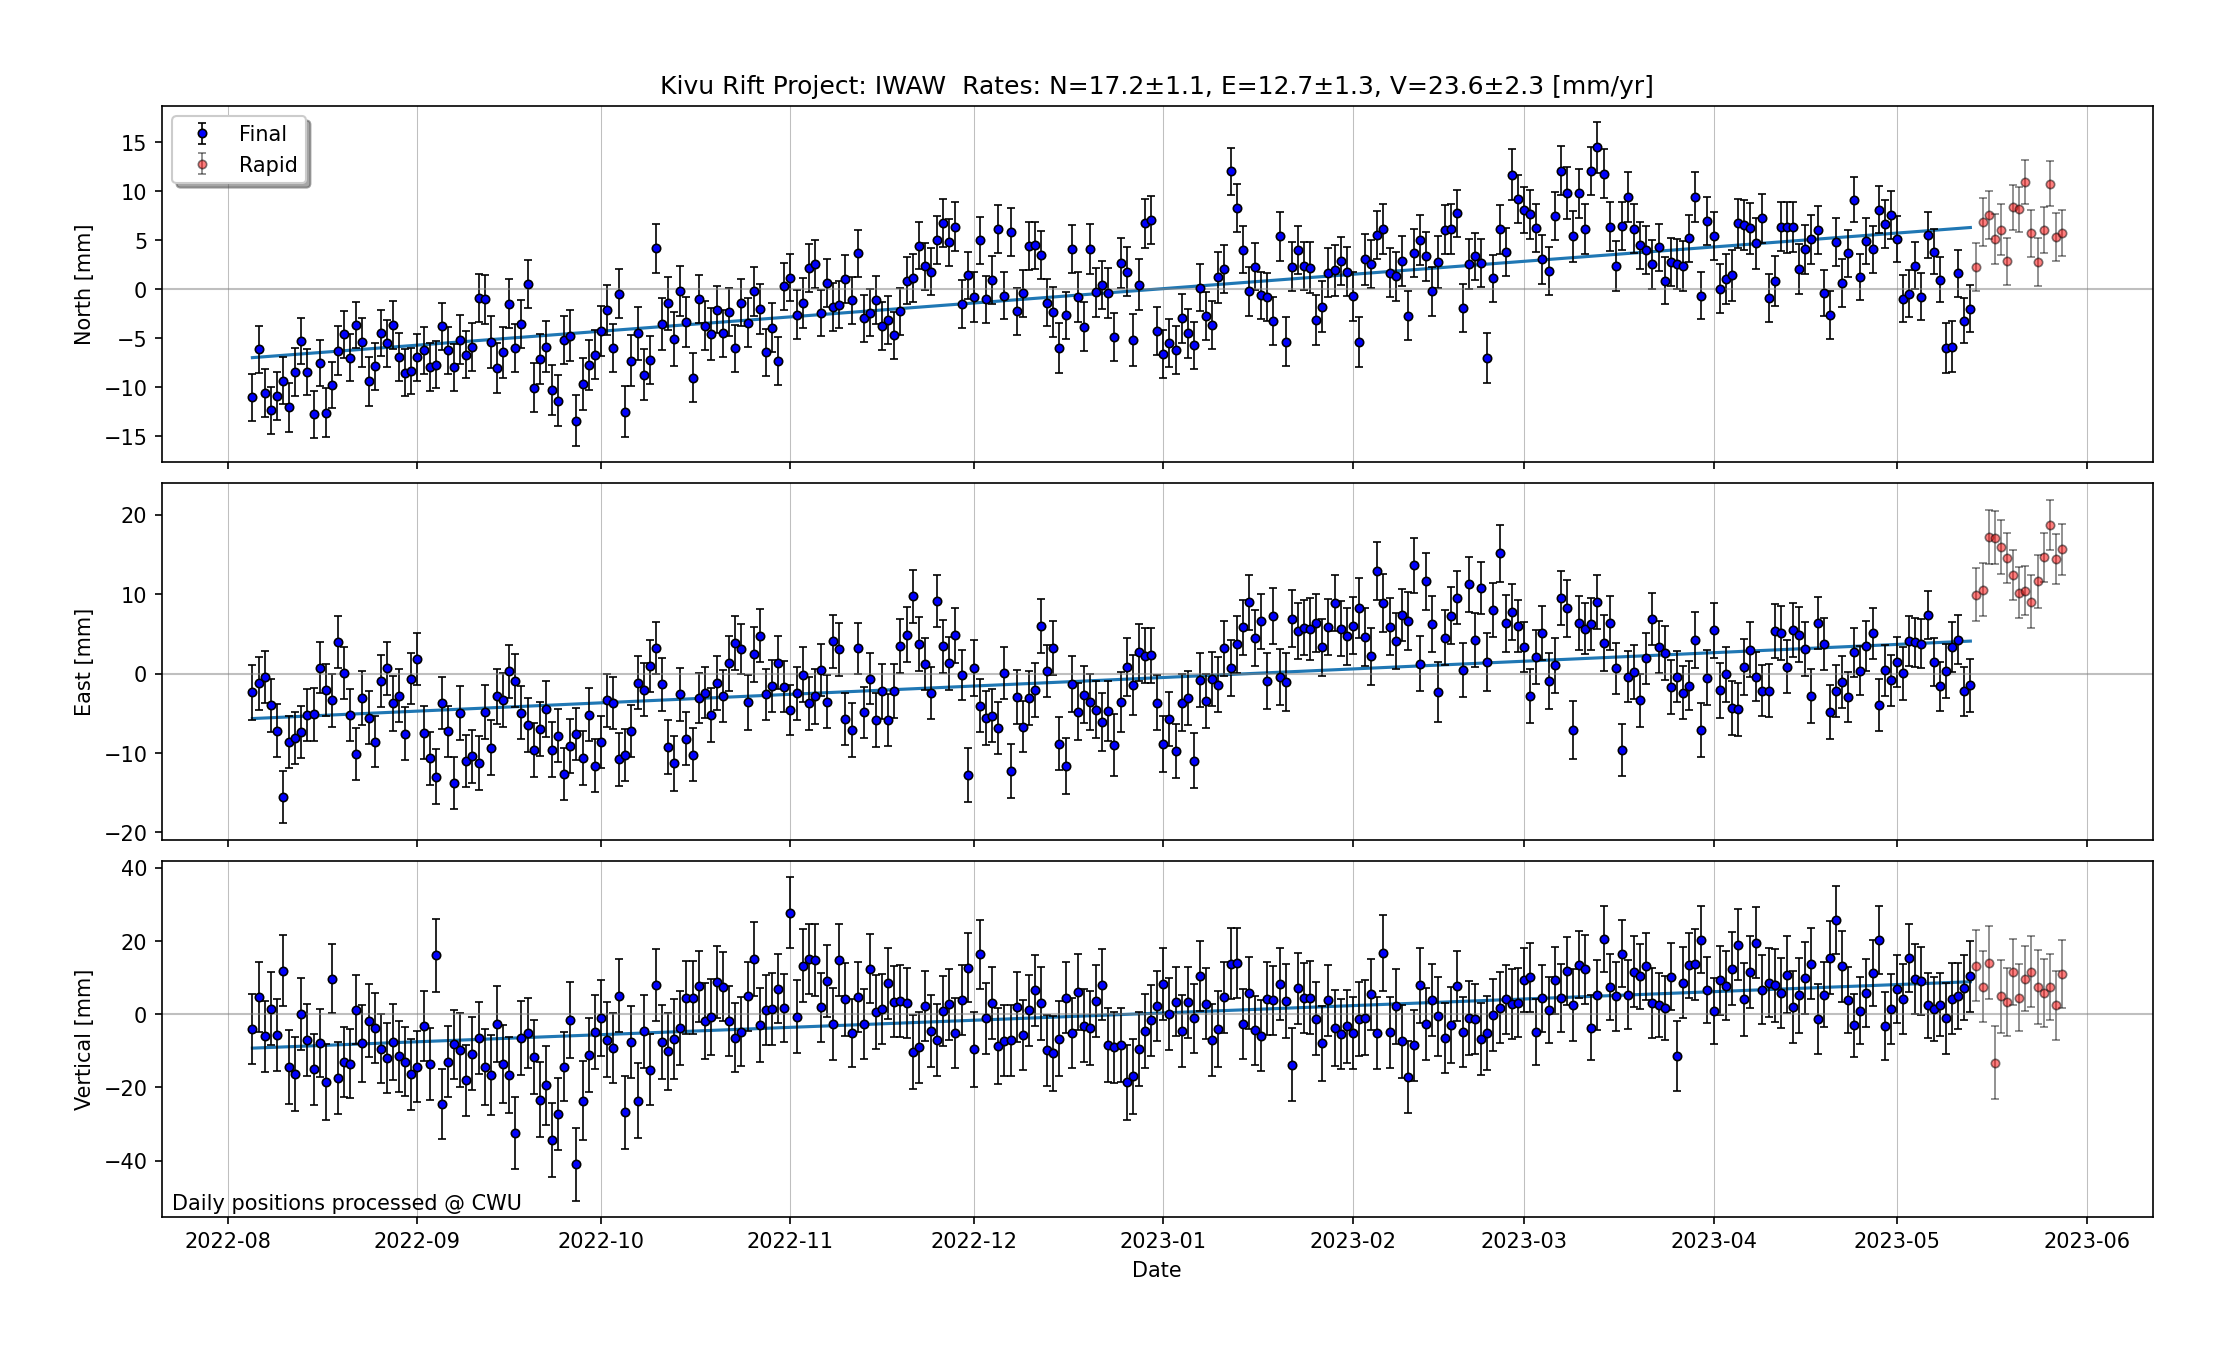 Kivu Rift Project: IWAW  Rates: N=17.2±1.1, E=12.7±1.3, V=23.6±2.3 [mm/yr]
Final
Rapid
North [mm]
15
10
5
0
−5
−10
−15
East [mm]
20
10
0
−10
−20
Vertical [mm]
40
20
0
−20
−40
Daily positions processed @ CWU
2022-08 2022-09 2022-10 2022-11 2022-12 2023-01 2023-02 2023-03 2023-04 2023-05 2023-06
Date